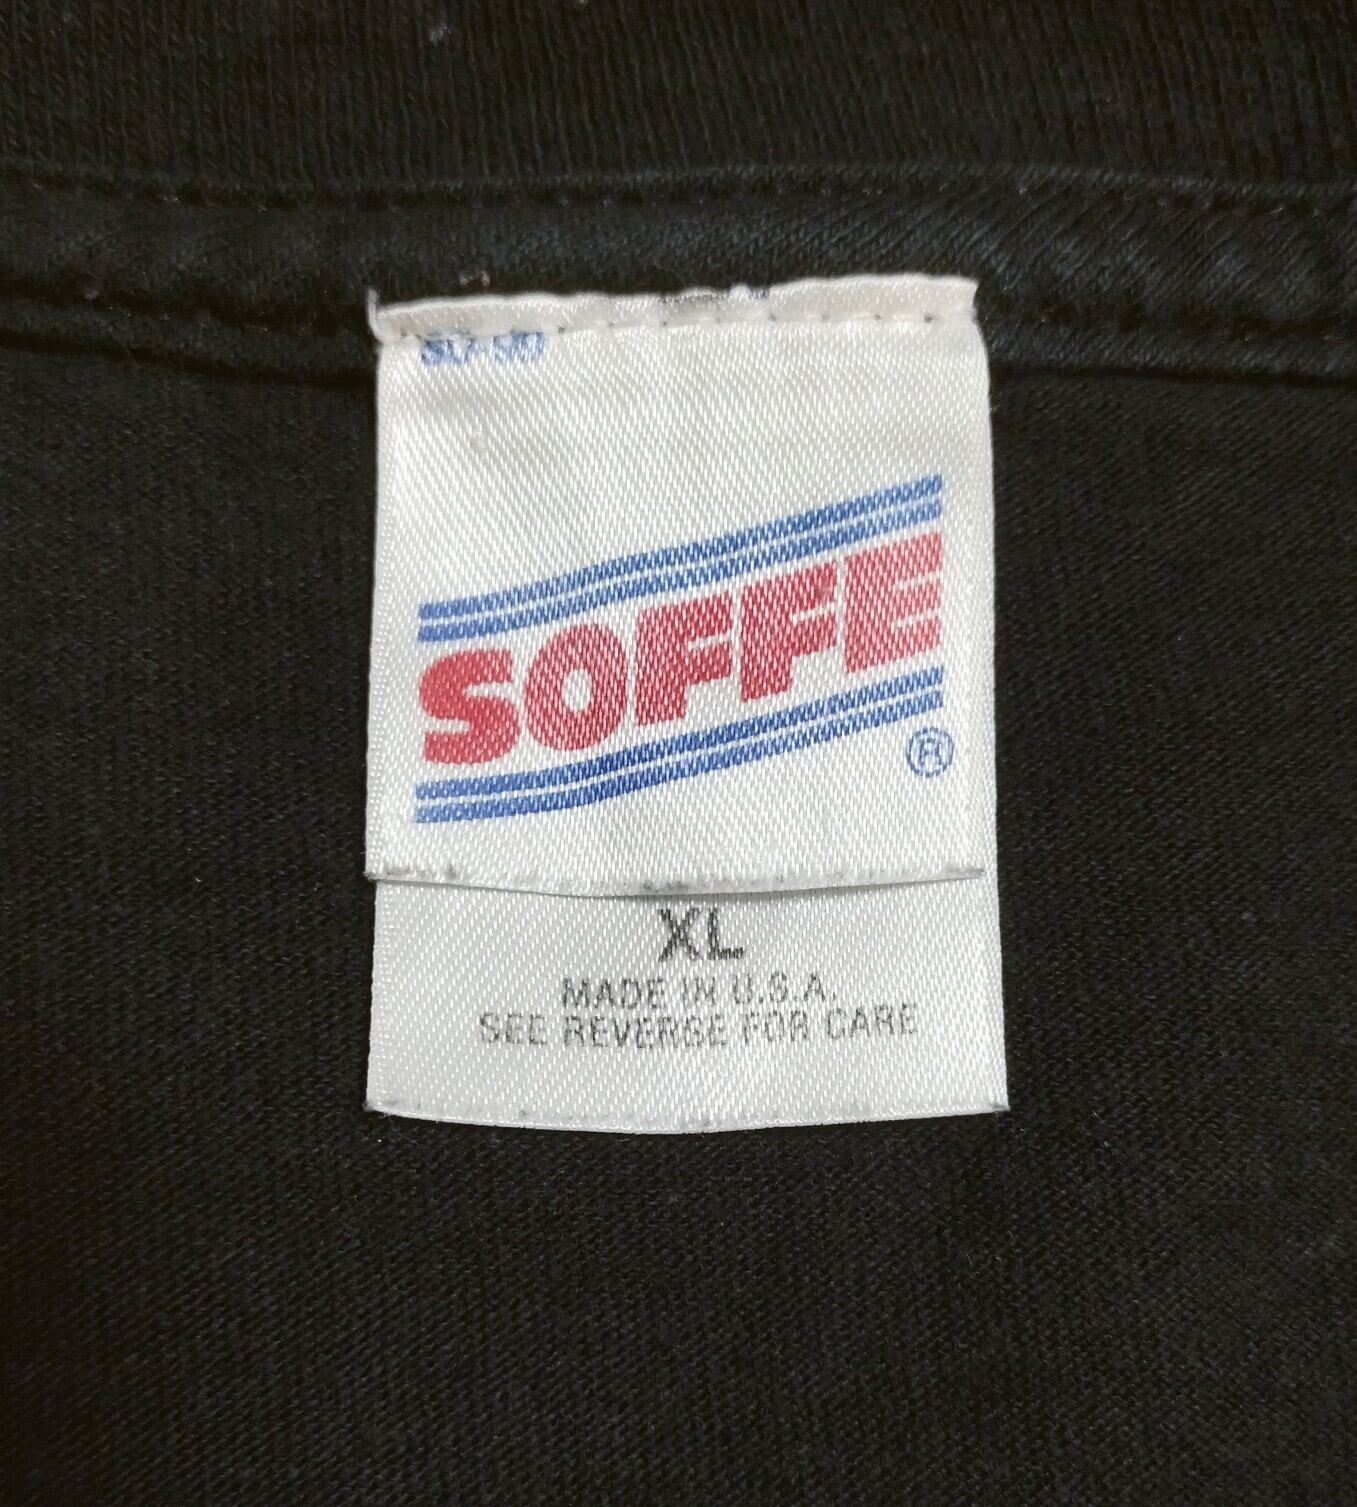 SOFFE
®
XL
MADE IN U.S.A.
SEE REVERSE FOR CARE